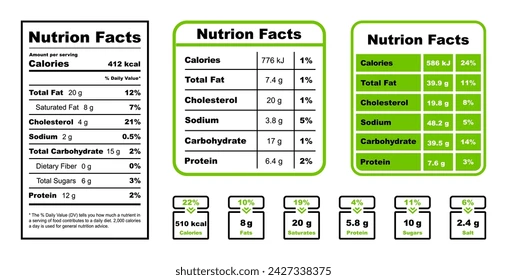 Nutrion Facts
Amount per serving
Calories 412 kcal
% Daily Value*
Total Fat 20 g 12%
Saturated Fat 8 g 7%
Cholesterol 4 g 21%
Sodium 2 g 0.5%
Total Carbohydrate 15 g 2%
Dietary Fiber 0 g 0%
Total Sugars 6 g 3%
Protein 12 g 2%
* The % Daily Value (DV) tells you how much a nutrient in
a serving of food contributes to a daily diet. 2,000 calories
a day is used for general nutrition advice.
Nutrion Facts
Calories 776 kJ 1%
Total Fat 7.4 g 1%
Cholesterol 20 g 1%
Sodium 3.8 g 5%
Carbohydrate 17 g 1%
Protein 6.4 g 2%
Nutrion Facts
Calories 586 kJ 24%
Total Fat 39.9 g 11%
Cholesterol 19.8 g 8%
Sodium 48.2 g 5%
Carbohydrate 39.5 g 14%
Protein 7.6 g 3%
22% 10% 19% 4% 11% 6%
510 kcal 8g 20 g 5.8 g 10 g 2.4 g
Calories Fats Saturates Protein Sugars Salt
shutterstock.com · 2427338375